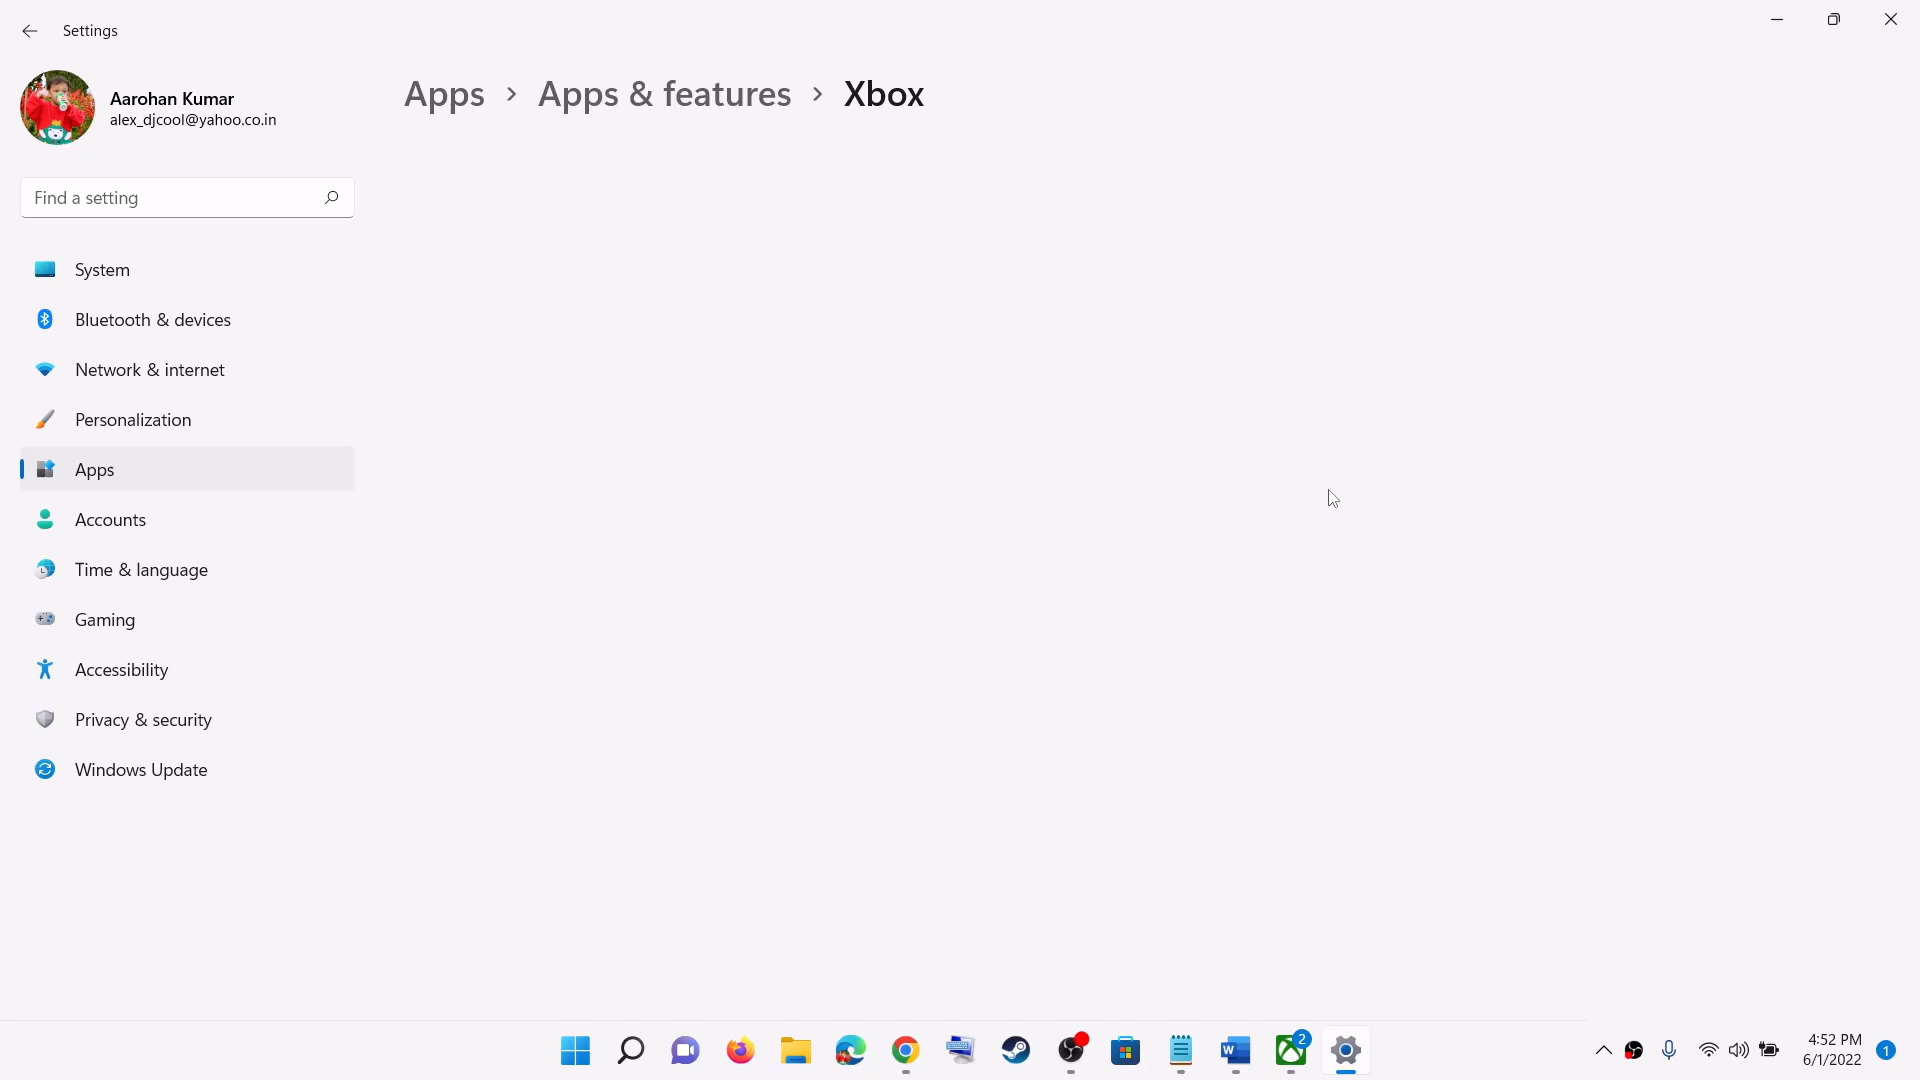 Settings
Aarohan Kumar
alex_djcool@yahoo.co.in
Apps > Apps & features > Xbox
Find a setting
System
Bluetooth & devices
Network & internet
Personalization
Apps
Accounts
Time & language
Gaming
Accessibility
Privacy & security
Windows Update
2
4:52 PM
6/1/2022
1